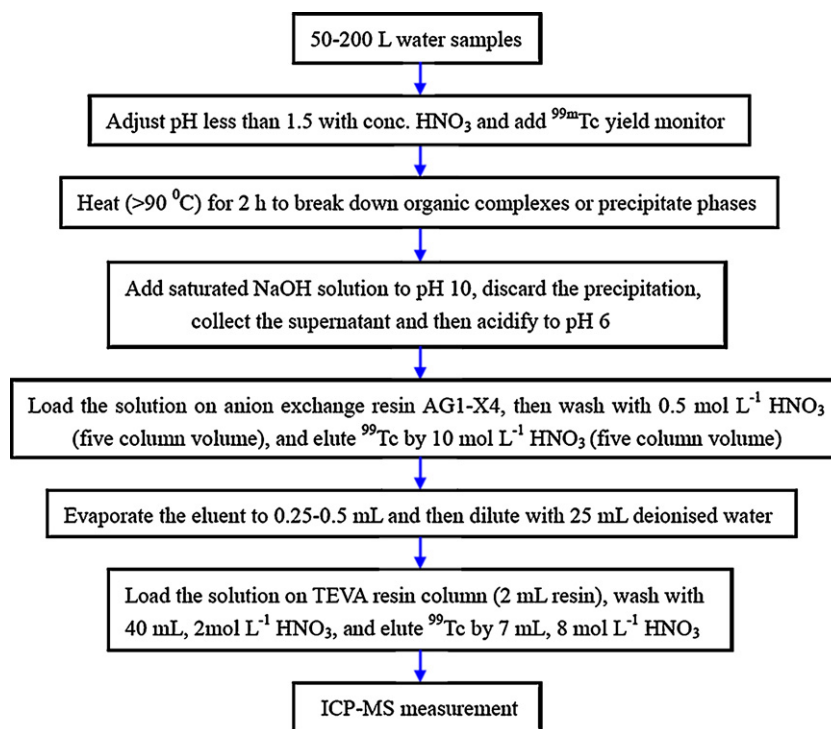 50-200 L water samples
Adjust pH less than 1.5 with conc. HNO₃ and add ⁹⁹ᵐTc yield monitor
Heat (>90 ⁰C) for 2 h to break down organic complexes or precipitate phases
Add saturated NaOH solution to pH 10, discard the precipitation,
collect the supernatant and then acidify to pH 6
Load the solution on anion exchange resin AG1-X4, then wash with 0.5 mol L⁻¹ HNO₃
(five column volume), and elute ⁹⁹Tc by 10 mol L⁻¹ HNO₃ (five column volume)
Evaporate the eluent to 0.25-0.5 mL and then dilute with 25 mL deionised water
Load the solution on TEVA resin column (2 mL resin), wash with
40 mL, 2mol L⁻¹ HNO₃, and elute ⁹⁹Tc by 7 mL, 8 mol L⁻¹ HNO₃
ICP-MS measurement